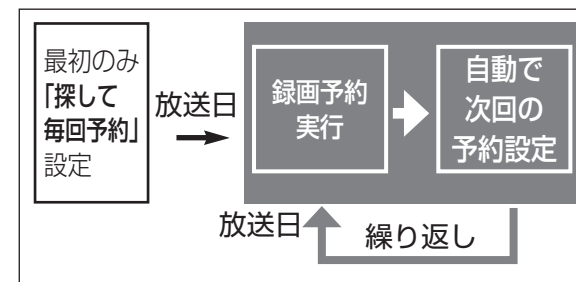 最初のみ
「探して
毎回予約」
設定
放送日
録画予約
実行
自動で
次回の
予約設定
放送日
繰り返し